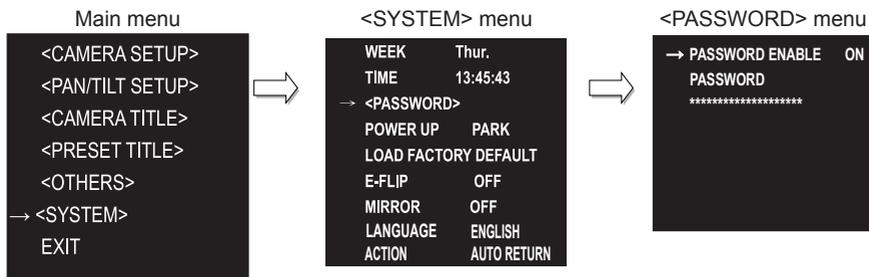 Main menu
<CAMERA SETUP>
<PAN/TILT SETUP>
<CAMERA TITLE>
<PRESET TITLE>
<OTHERS>
→ <SYSTEM>
EXIT
<SYSTEM> menu
WEEK Thur.
TIME 13:45:43
→ <PASSWORD>
POWER UP PARK
LOAD FACTORY DEFAULT
E-FLIP OFF
MIRROR OFF
LANGUAGE ENGLISH
ACTION AUTO RETURN
<PASSWORD> menu
→ PASSWORD ENABLE ON
PASSWORD
********************